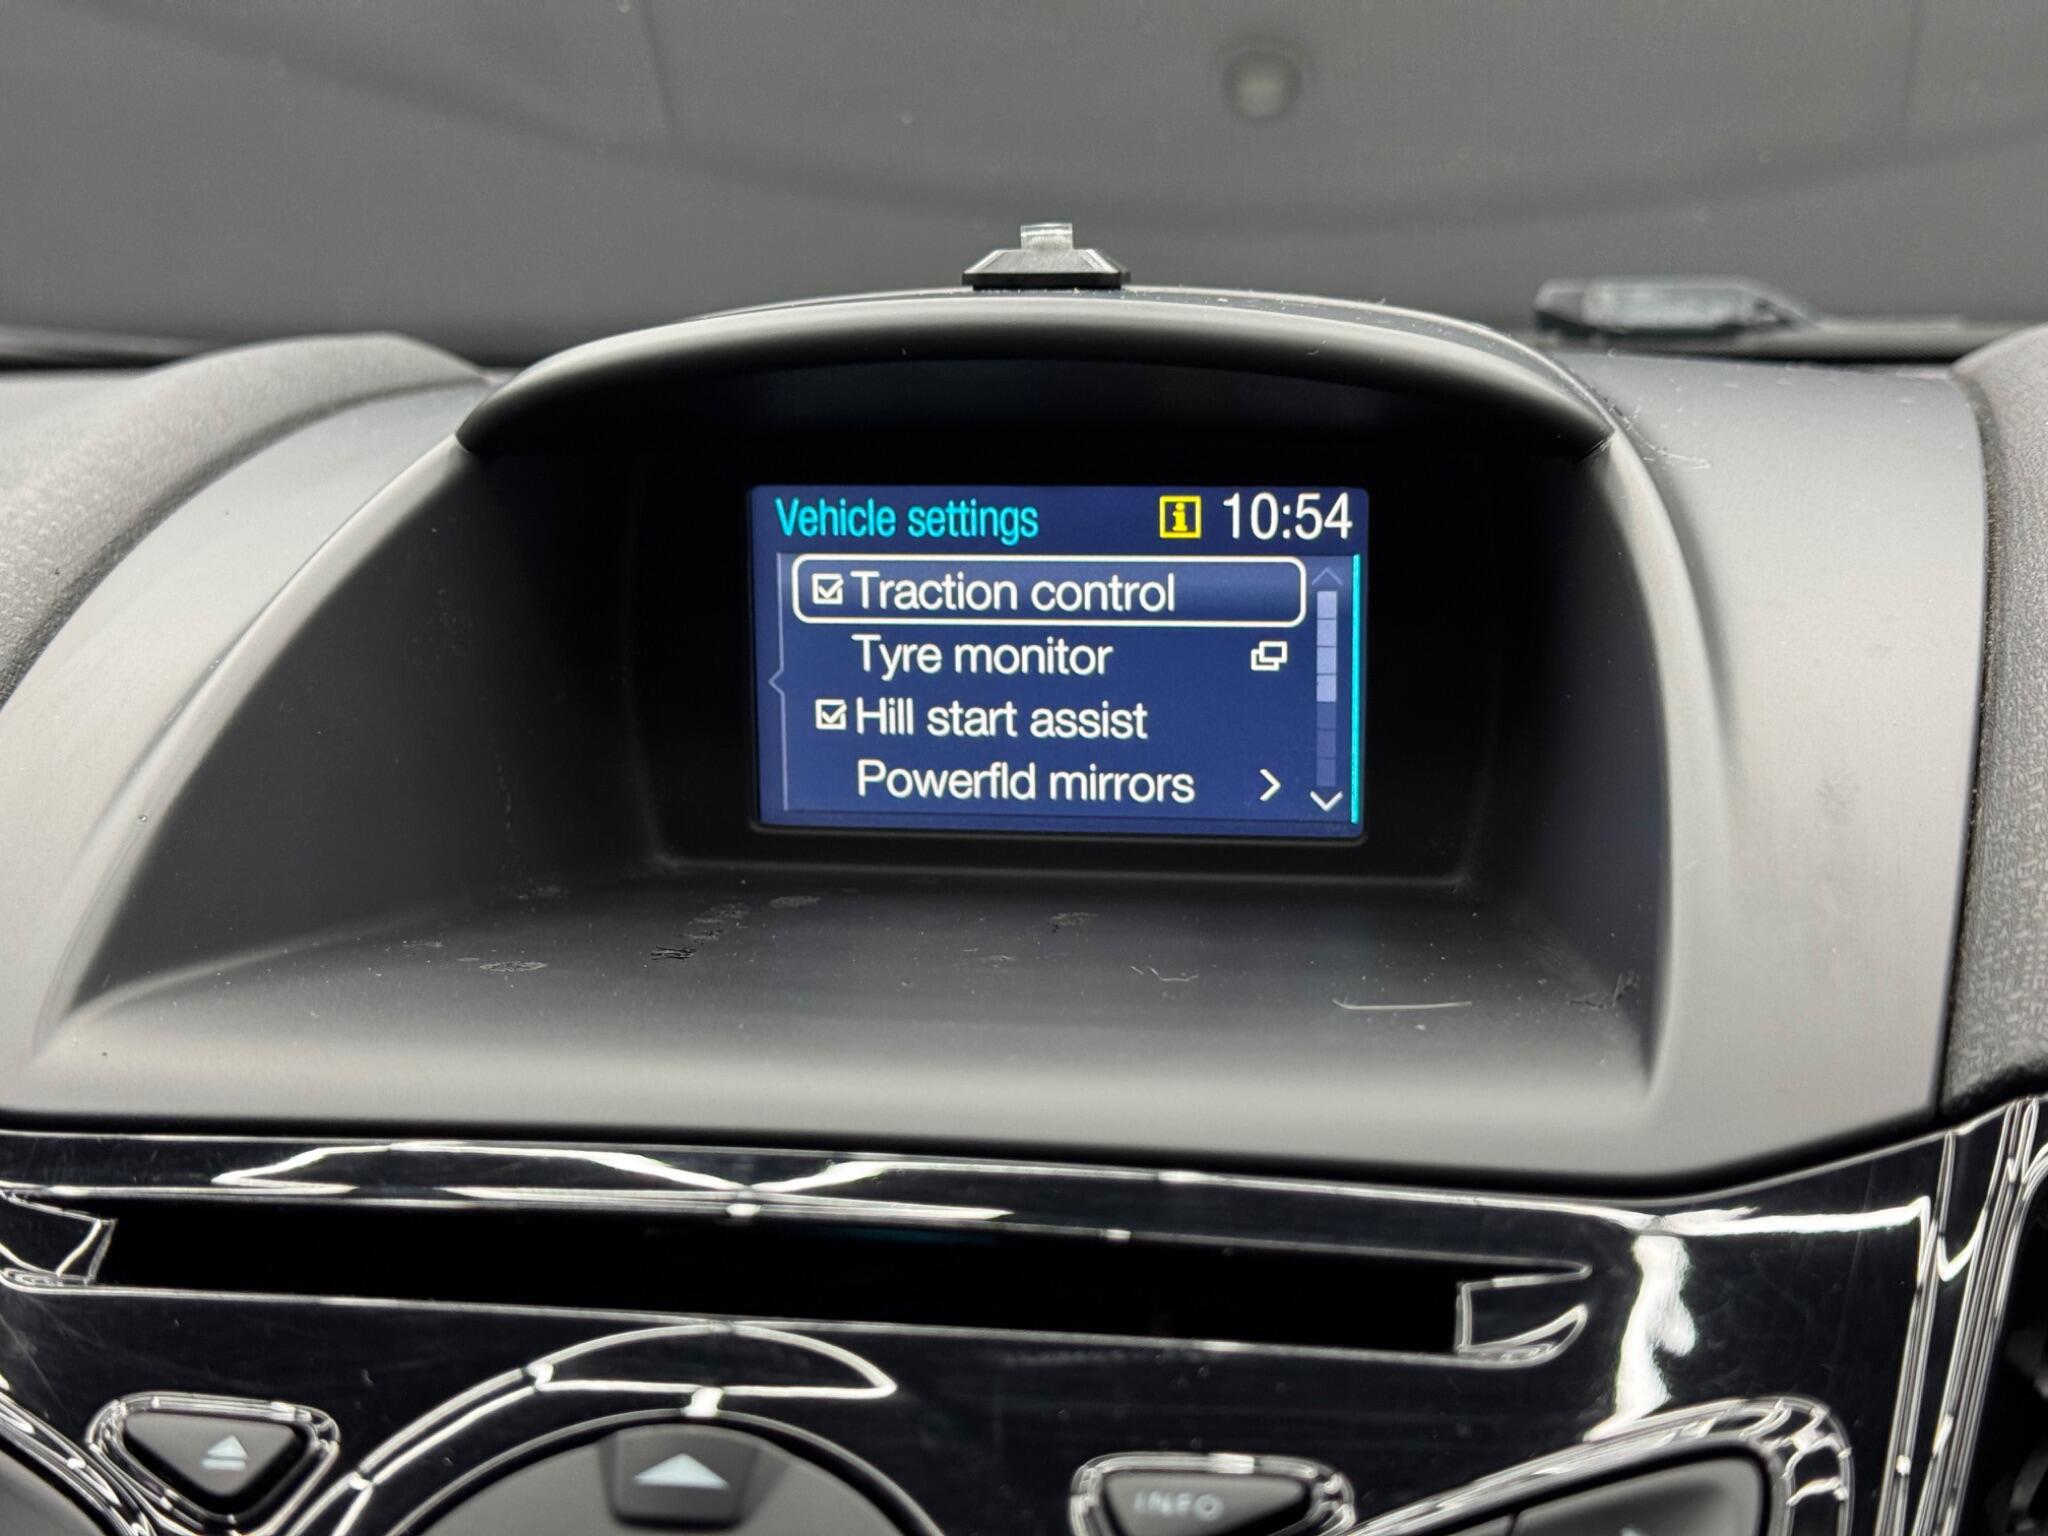 Vehicle settings i 10:54
Traction control
Tyre monitor
Hill start assist
Powerfld mirrors
INFO